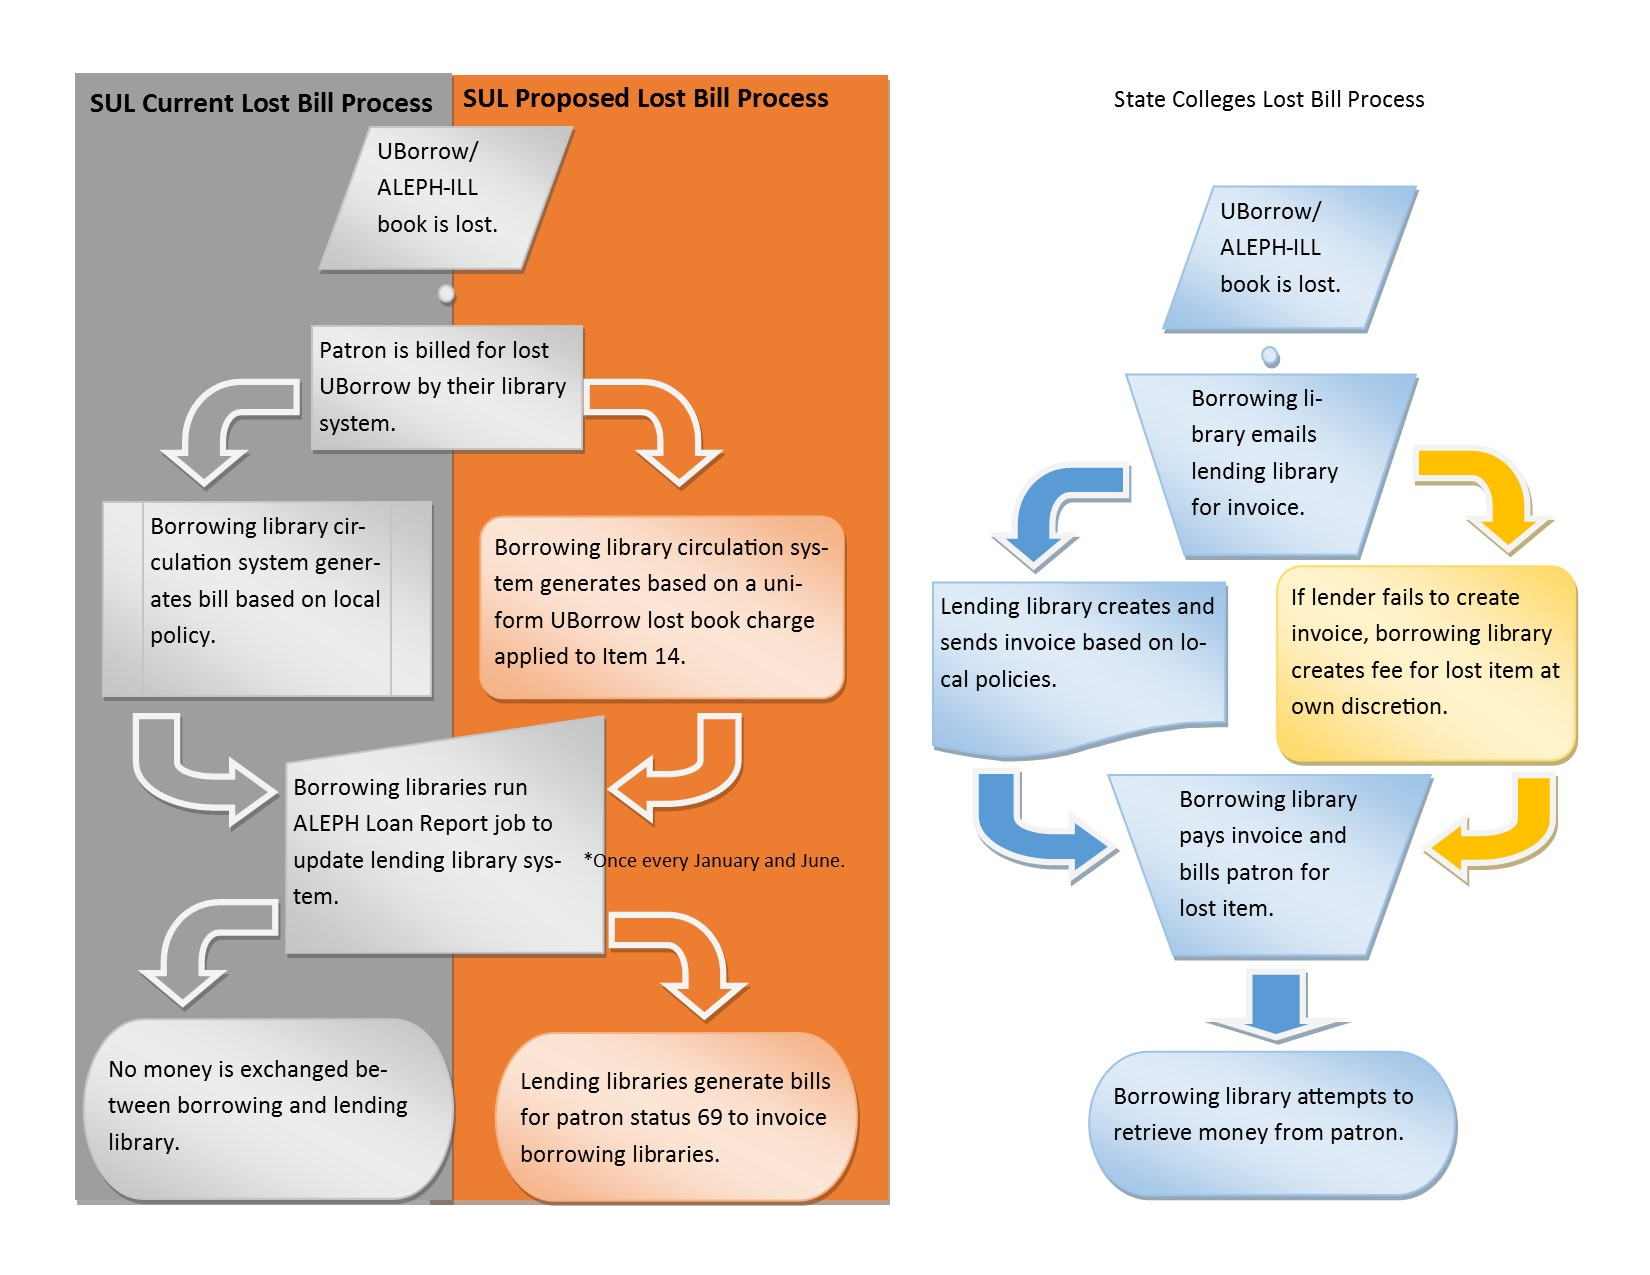 SUL Current Lost Bill Process
SUL Proposed Lost Bill Process
UBorrow/
ALEPH-ILL
book is lost.
Patron is billed for lost
UBorrow by their library
system.
Borrowing library cir-
culation system gener-
ates bill based on local
policy.
Borrowing library circulation sys-
tem generates based on a uni-
form UBorrow lost book charge
applied to Item 14.
Borrowing libraries run
ALEPH Loan Report job to
update lending library sys-
tem.
*Once every January and June.
No money is exchanged be-
tween borrowing and lending
library.
Lending libraries generate bills
for patron status 69 to invoice
borrowing libraries.
State Colleges Lost Bill Process
UBorrow/
ALEPH-ILL
book is lost.
Borrowing li-
brary emails
lending library
for invoice.
Lending library creates and
sends invoice based on lo-
cal policies.
If lender fails to create
invoice, borrowing library
creates fee for lost item at
own discretion.
Borrowing library
pays invoice and
bills patron for
lost item.
Borrowing library attempts to
retrieve money from patron.